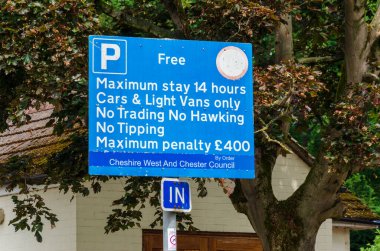 P
Free
Maximum stay 14 hours
Cars & Light Vans only
No Trading No Hawking
No Tipping
Maximum penalty £400
By Order
Cheshire West And Chester Council
IN